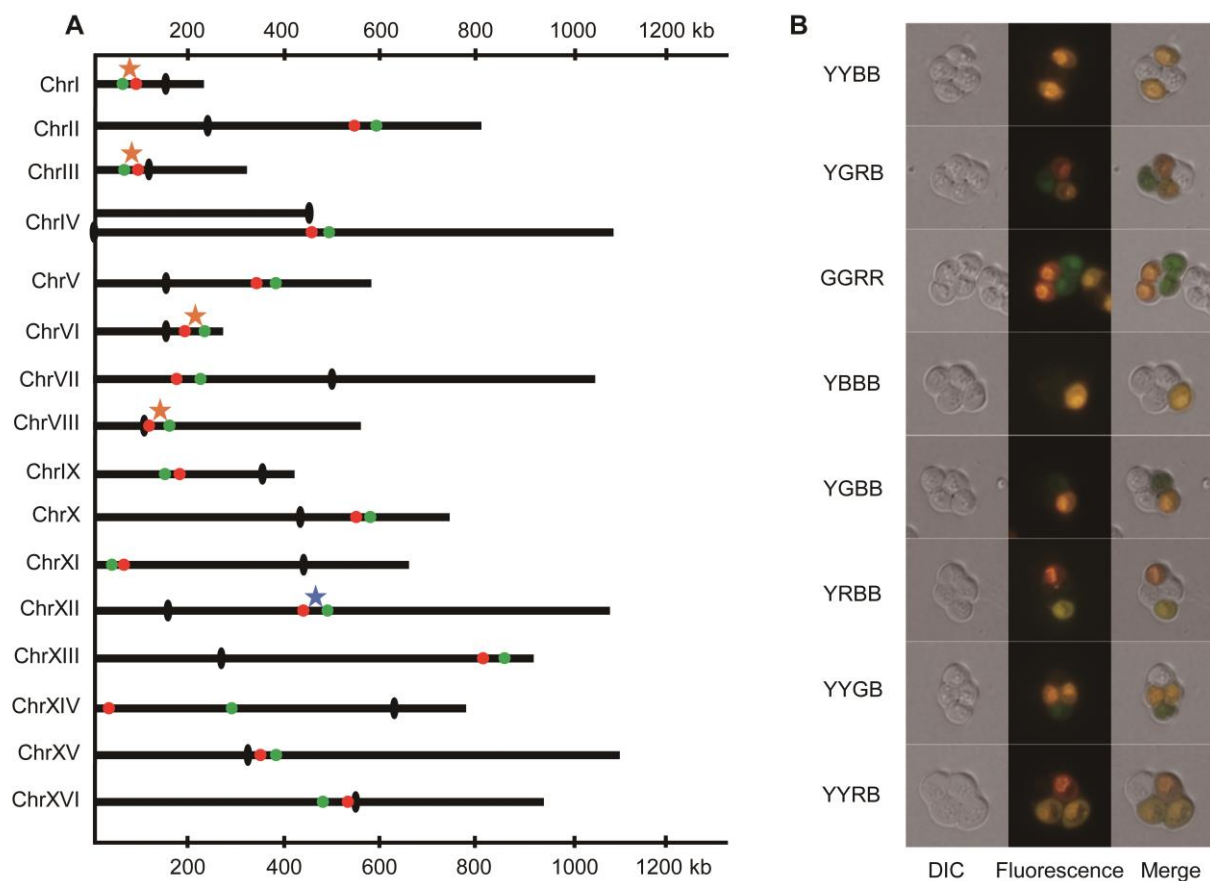 A
200 400 600 800 1000 1200 kb
ChrI
ChrII
ChrIII
ChrIV
ChrV
ChrVI
ChrVII
ChrVIII
ChrIX
ChrX
ChrXI
ChrXII
ChrXIII
ChrXIV
ChrXV
ChrXVI
200 400 600 800 1000 1200 kb
B
YYBB
YGRB
GGRR
YBBB
YGBB
YRBB
YYGB
YYRB
DIC Fluorescence Merge